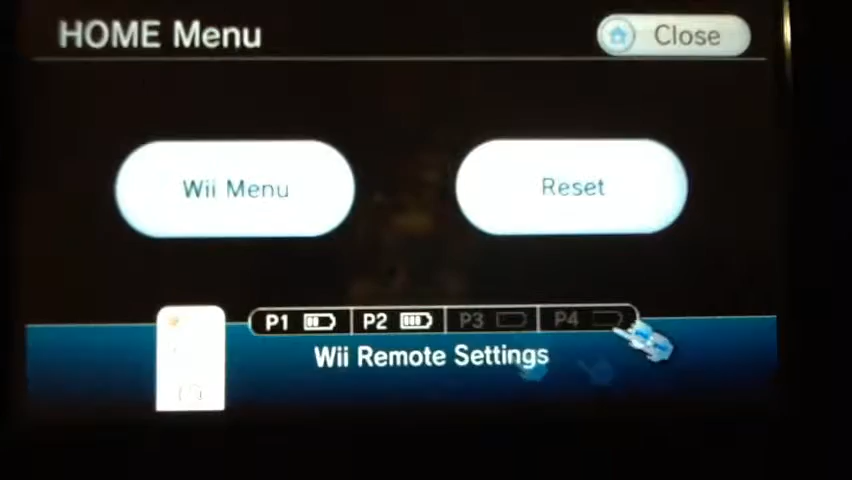 HOME Menu
Close
Wii Menu
Reset
P1 P2 P3 P4
Wii Remote Settings